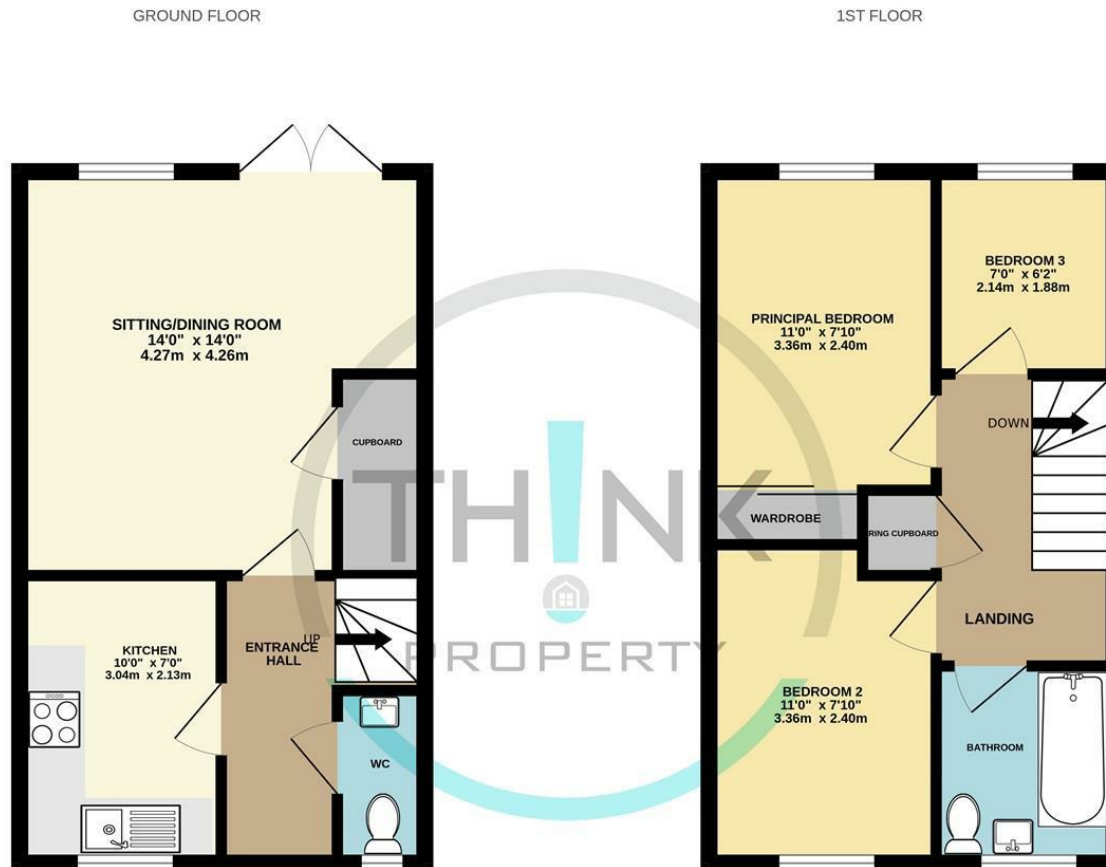 GROUND FLOOR
1ST FLOOR
SITTING/DINING ROOM
14'0" x 14'0"
4.27m x 4.26m
CUPBOARD
KITCHEN
10'0" x 7'0"
3.04m x 2.13m
ENTRANCE
HALL
UP
WC
TH!NK
PROPERTY
PRINCIPAL BEDROOM
11'0" x 7'10"
3.36m x 2.40m
BEDROOM 3
7'0" x 6'2"
2.14m x 1.88m
DOWN
WARDROBE
RING CUPBOARD
LANDING
BEDROOM 2
11'0" x 7'10"
3.36m x 2.40m
BATHROOM